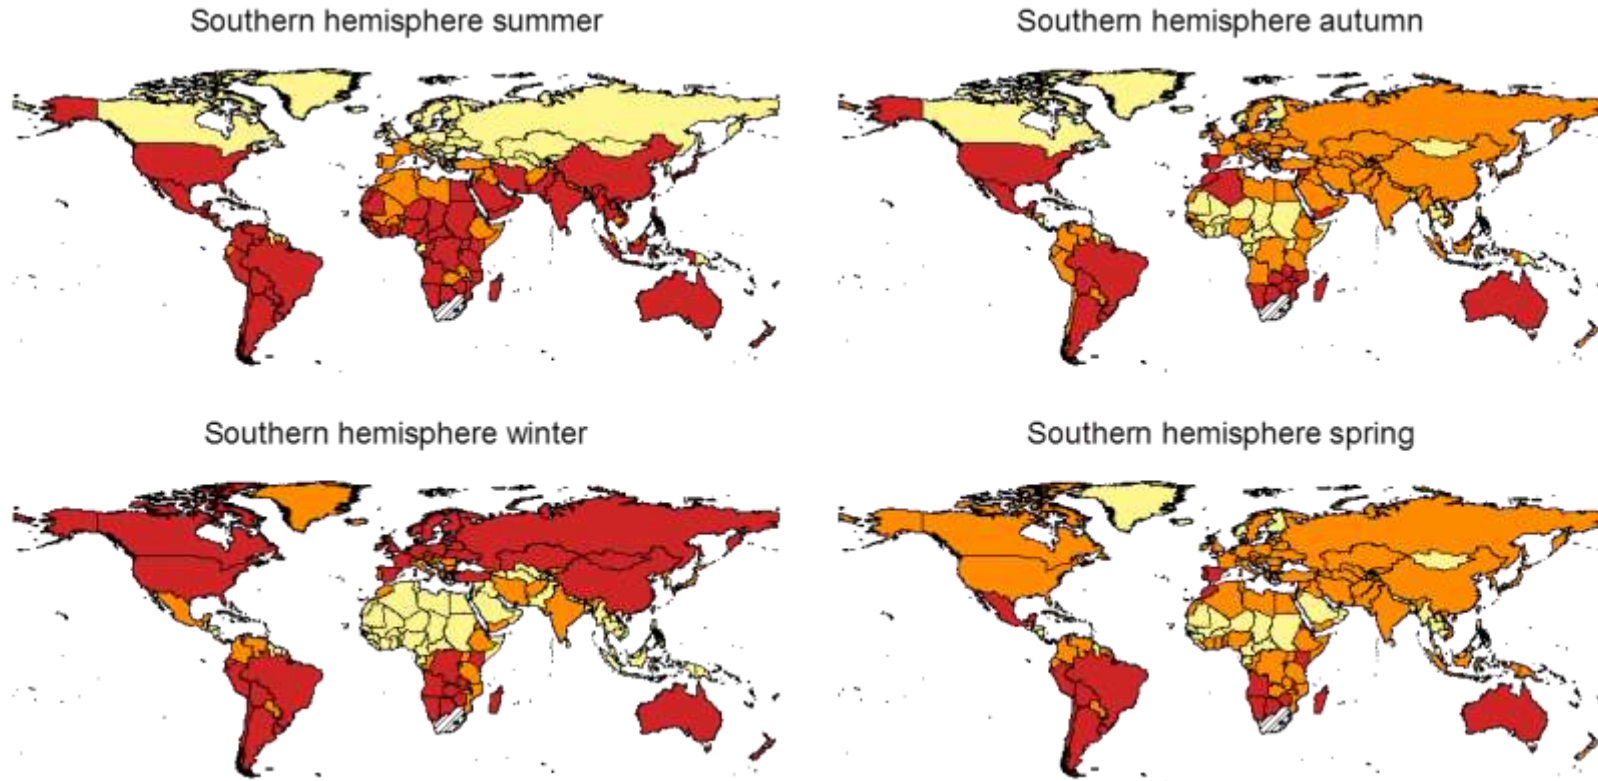 Southern hemisphere summer
Southern hemisphere autumn
Southern hemisphere winter
Southern hemisphere spring